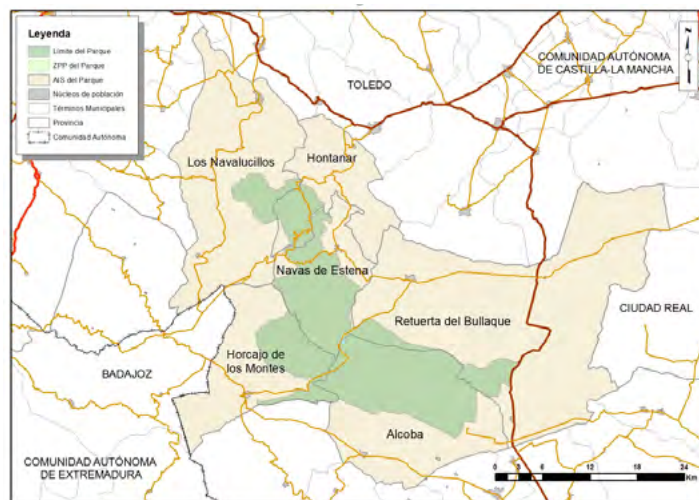 Leyenda
Límite del Parque
ZPP del Parque
AIS del Parque
Núcleos de población
Términos Municipales
Provincia
Comunidad Autónoma
TOLEDO
COMUNIDAD AUTÓNOMA
DE CASTILLA-LA MANCHA
N
Los Navalucillos
Hontanar
Navas de Estena
Retuerta del Bullaque
CIUDAD REAL
Horcajo de
los Montes
BADAJOZ
Alcoba
COMUNIDAD AUTÓNOMA
DE EXTREMADURA
0 3 6 12 18 24
Km